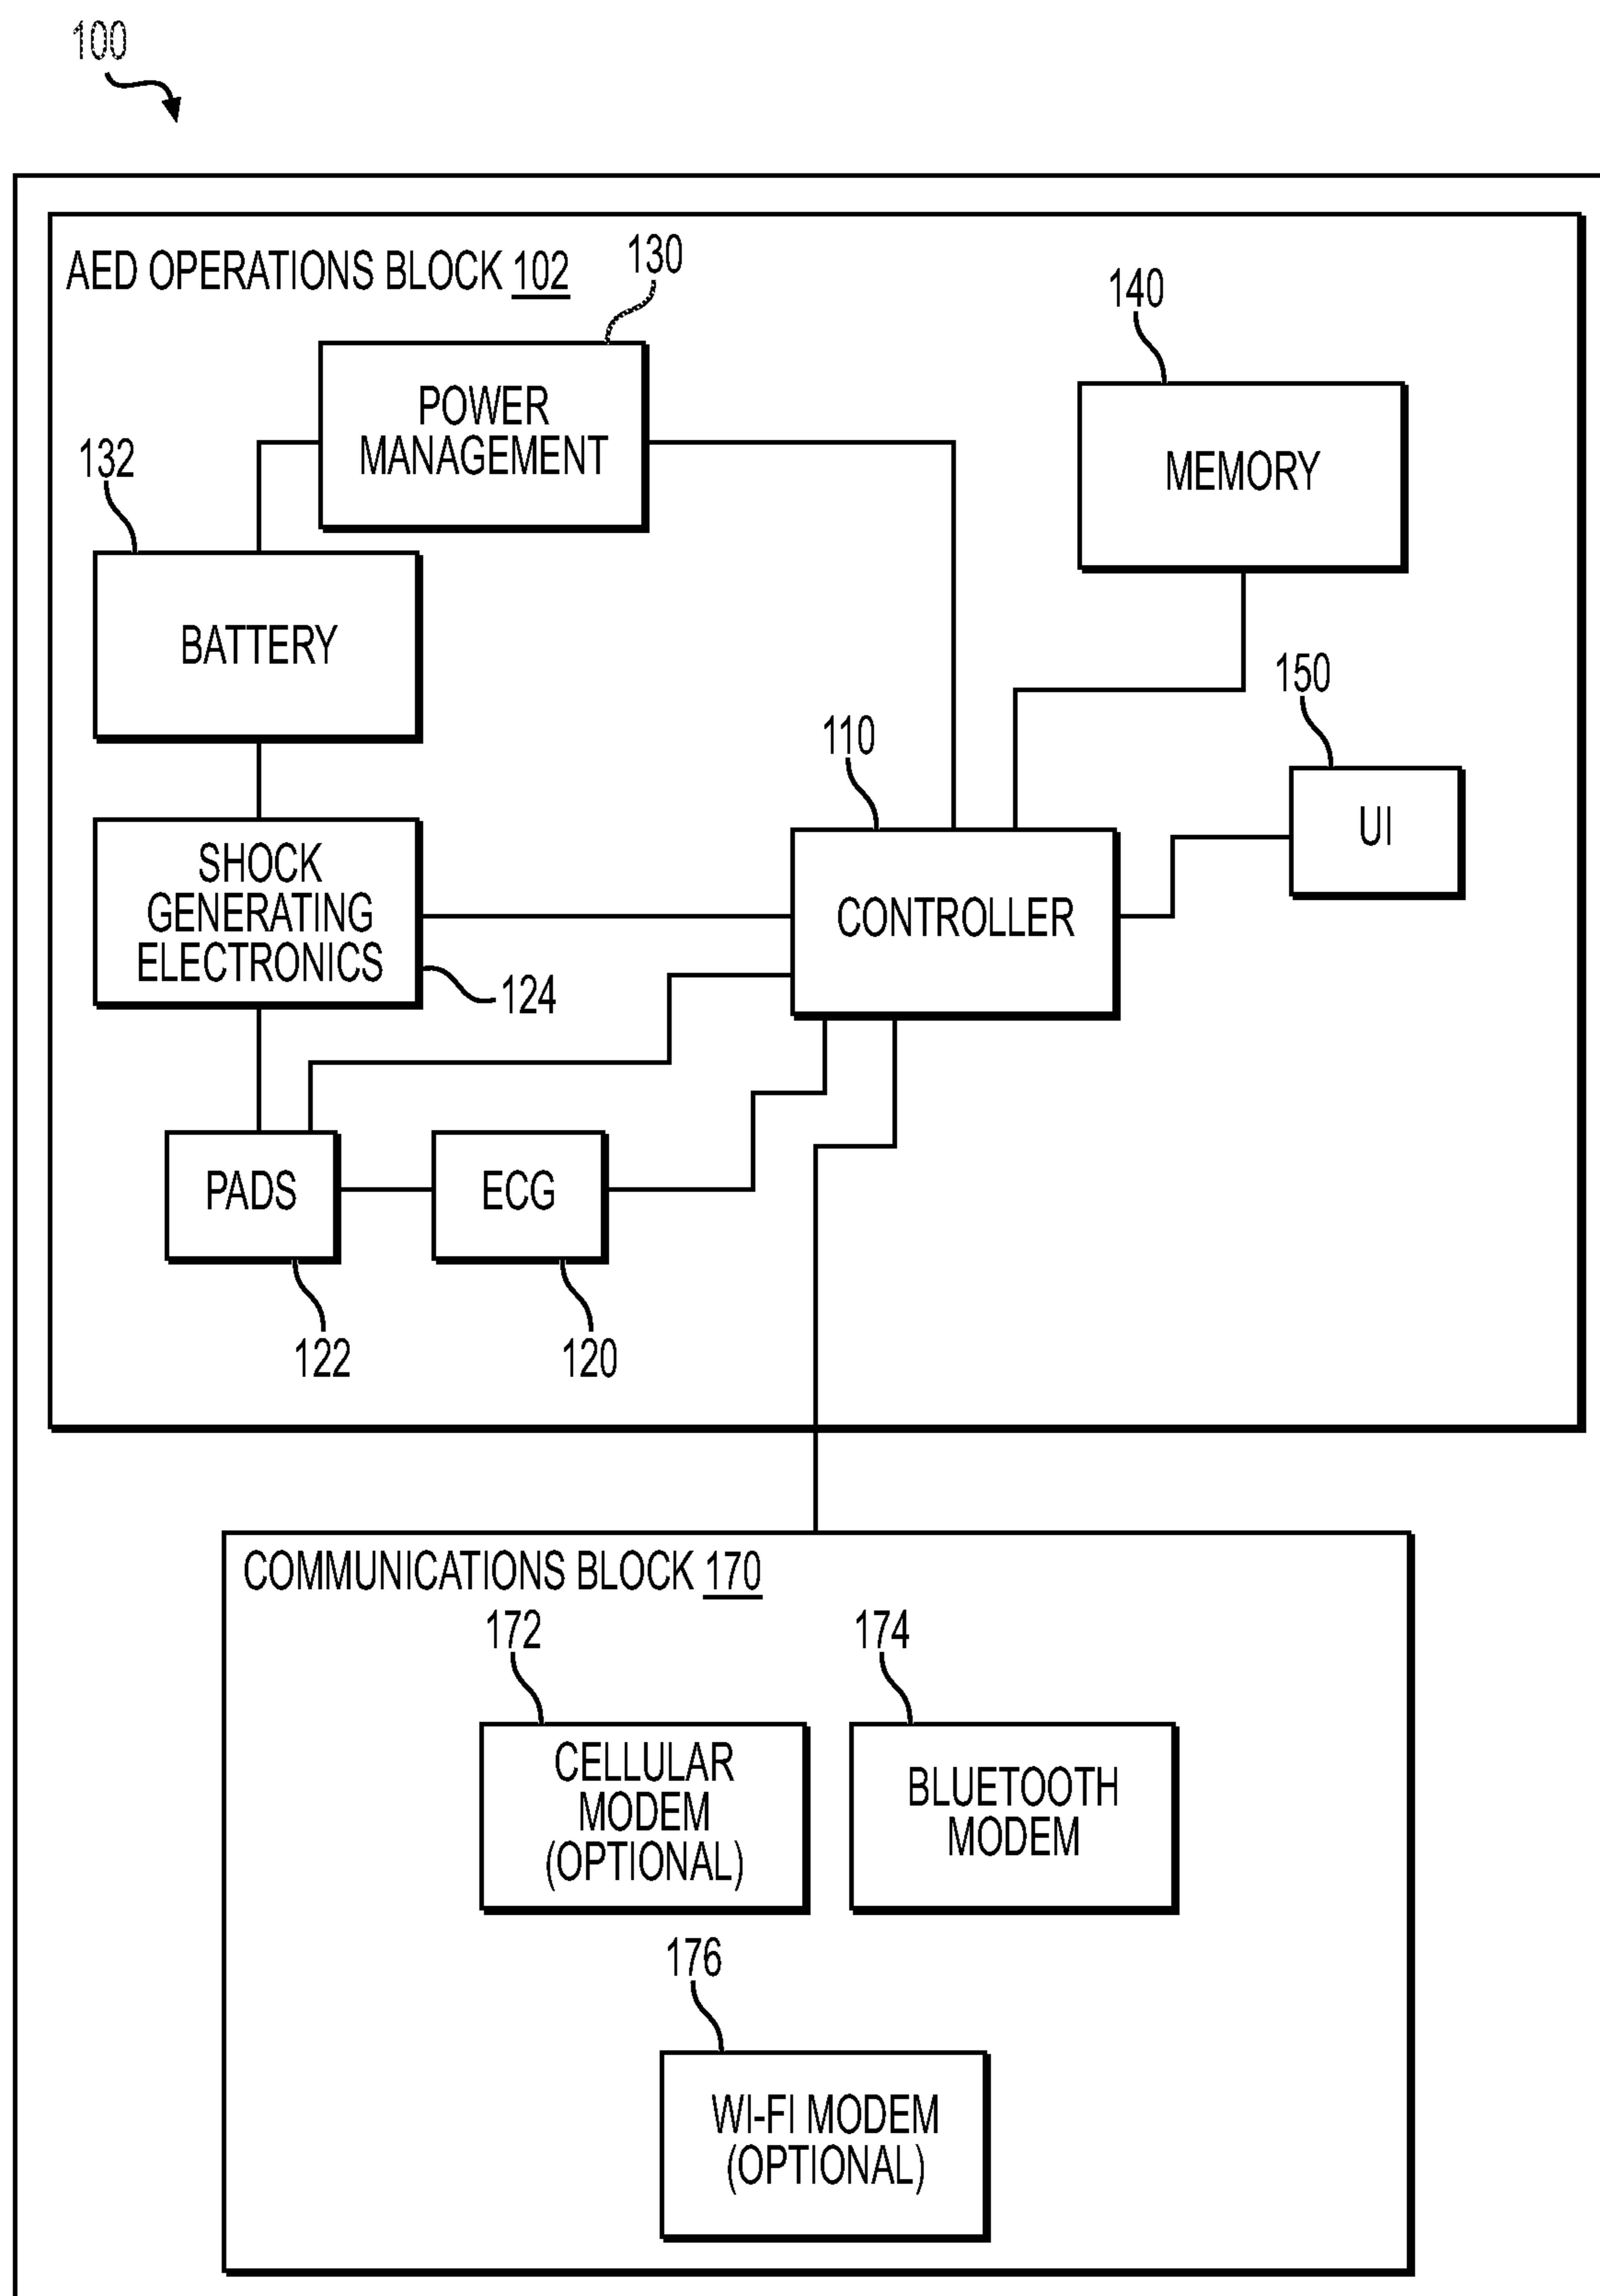 100
AED OPERATIONS BLOCK 102
130
140
POWER
MANAGEMENT
132
MEMORY
BATTERY
150
110
UI
SHOCK
GENERATING
ELECTRONICS
CONTROLLER
124
PADS
ECG
122
120
COMMUNICATIONS BLOCK 170
172
174
CELLULAR
MODEM
(OPTIONAL)
BLUETOOTH
MODEM
176
WI-FI MODEM
(OPTIONAL)